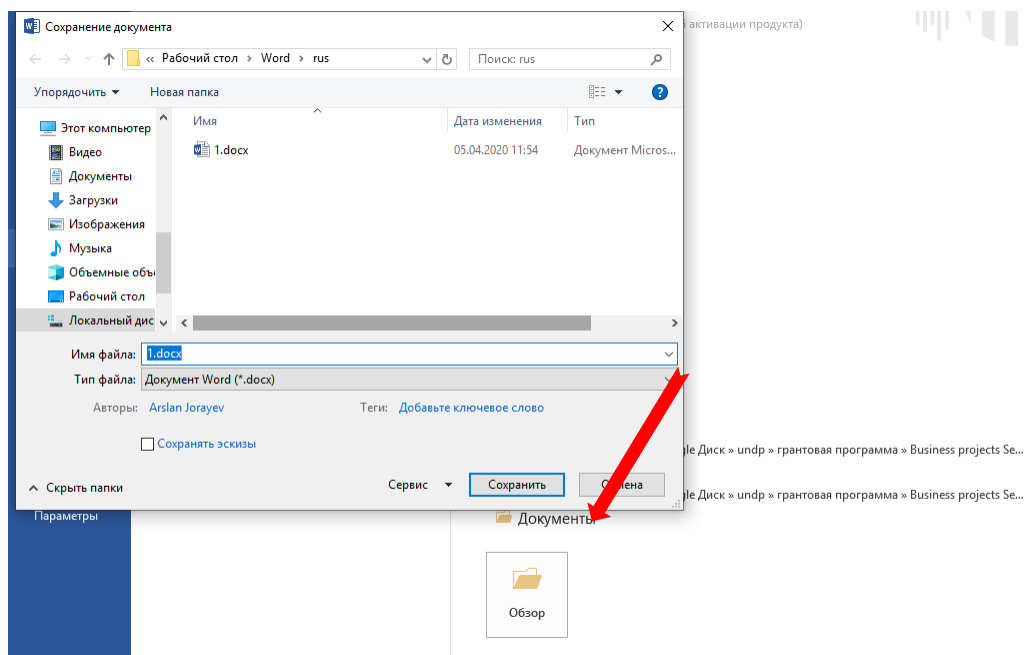 Сохранение документа
й активации продукта)
« Рабочий стол › Word › rus
Поиск: rus
Упорядочить
Новая папка
Этот компьютер
Видео
Документы
Загрузки
Изображения
Музыка
Объемные объ
Рабочий стол
Локальный дис
Имя
Дата изменения
Тип
1.docx
05.04.2020 11:54
Документ Micros...
Имя файла: 1.docx
Тип файла: Документ Word (*.docx)
Авторы: Arslan Jorayev
Теги: Добавьте ключевое слово
Сохранять эскизы
Скрыть папки
Сервис
Сохранить
gle Диск » undp » грантовая программа » Business projects Se...
gle Диск » undp » грантовая программа » Business projects Se...
Параметры
Документы
Обзор